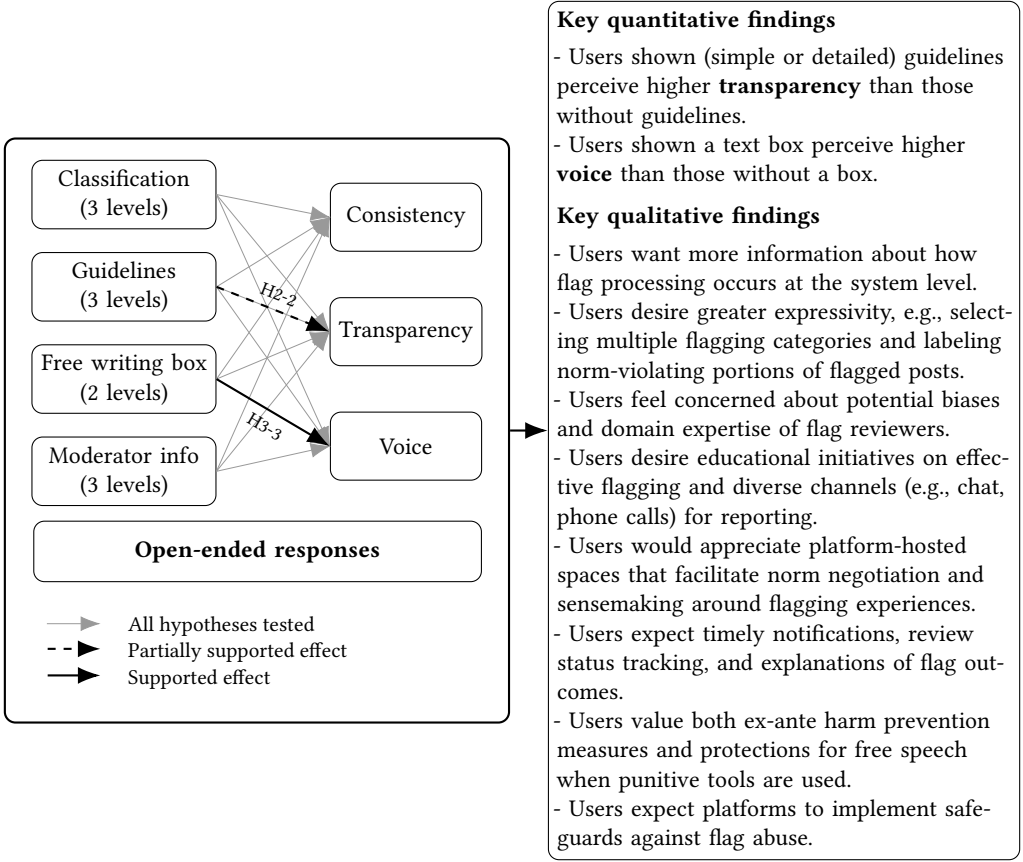 Classification
(3 levels)
Guidelines
(3 levels)
Free writing box
(2 levels)
Moderator info
(3 levels)
H2-2
H3-3
Consistency
Transparency
Voice
Open-ended responses
All hypotheses tested
Partially supported effect
Supported effect
Key quantitative findings
- Users shown (simple or detailed) guidelines
perceive higher transparency than those
without guidelines.
- Users shown a text box perceive higher
voice than those without a box.
Key qualitative findings
- Users want more information about how
flag processing occurs at the system level.
- Users desire greater expressivity, e.g., select-
ing multiple flagging categories and labeling
norm-violating portions of flagged posts.
- Users feel concerned about potential biases
and domain expertise of flag reviewers.
- Users desire educational initiatives on effec-
tive flagging and diverse channels (e.g., chat,
phone calls) for reporting.
- Users would appreciate platform-hosted
spaces that facilitate norm negotiation and
sensemaking around flagging experiences.
- Users expect timely notifications, review
status tracking, and explanations of flag out-
comes.
- Users value both ex-ante harm prevention
measures and protections for free speech
when punitive tools are used.
- Users expect platforms to implement safe-
guards against flag abuse.